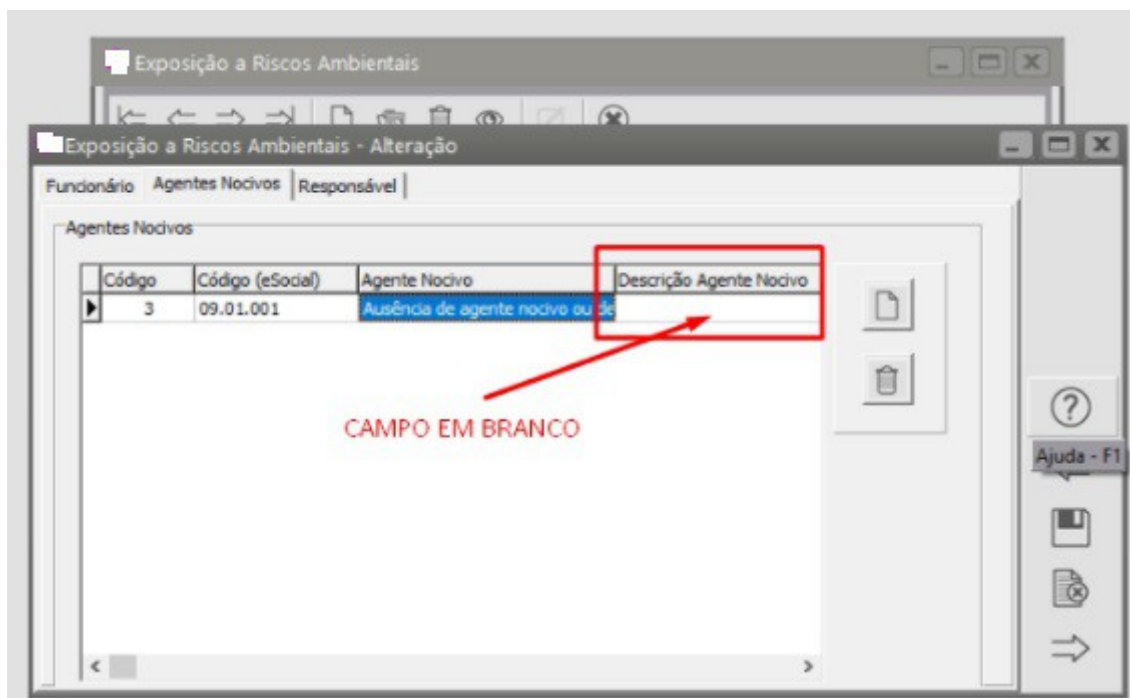 Exposição a Riscos Ambientais
Exposição a Riscos Ambientais - Alteração
Funcionário Agentes Nocivos Responsável
Agentes Nocivos
Código Código (eSocial) Agente Nocivo Descrição Agente Nocivo
3 09.01.001 Ausência de agente nocivo ou de
CAMPO EM BRANCO
Ajuda - F1